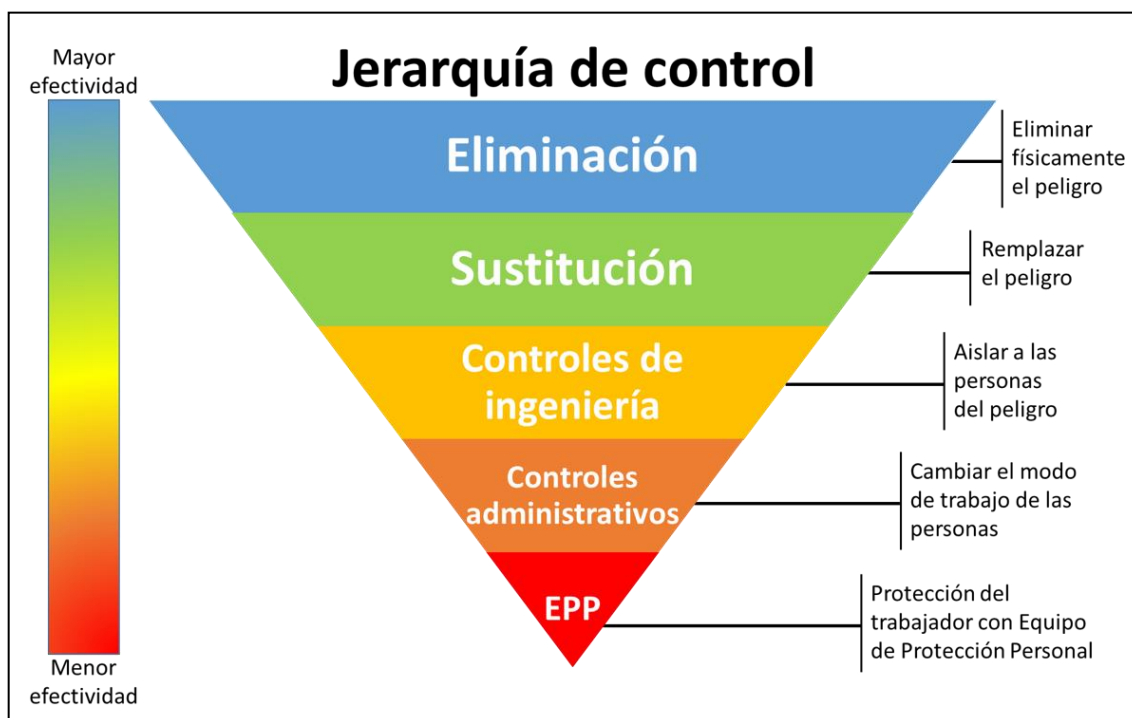 Jerarquía de control
Mayor
efectividad
Eliminación
Eliminar
físicamente
el peligro
Sustitución
Remplazar
el peligro
Controles de
ingeniería
Aislar a las
personas
del peligro
Controles
administrativos
Cambiar el modo
de trabajo de las
personas
EPP
Protección del
trabajador con Equipo
de Protección Personal
Menor
efectividad